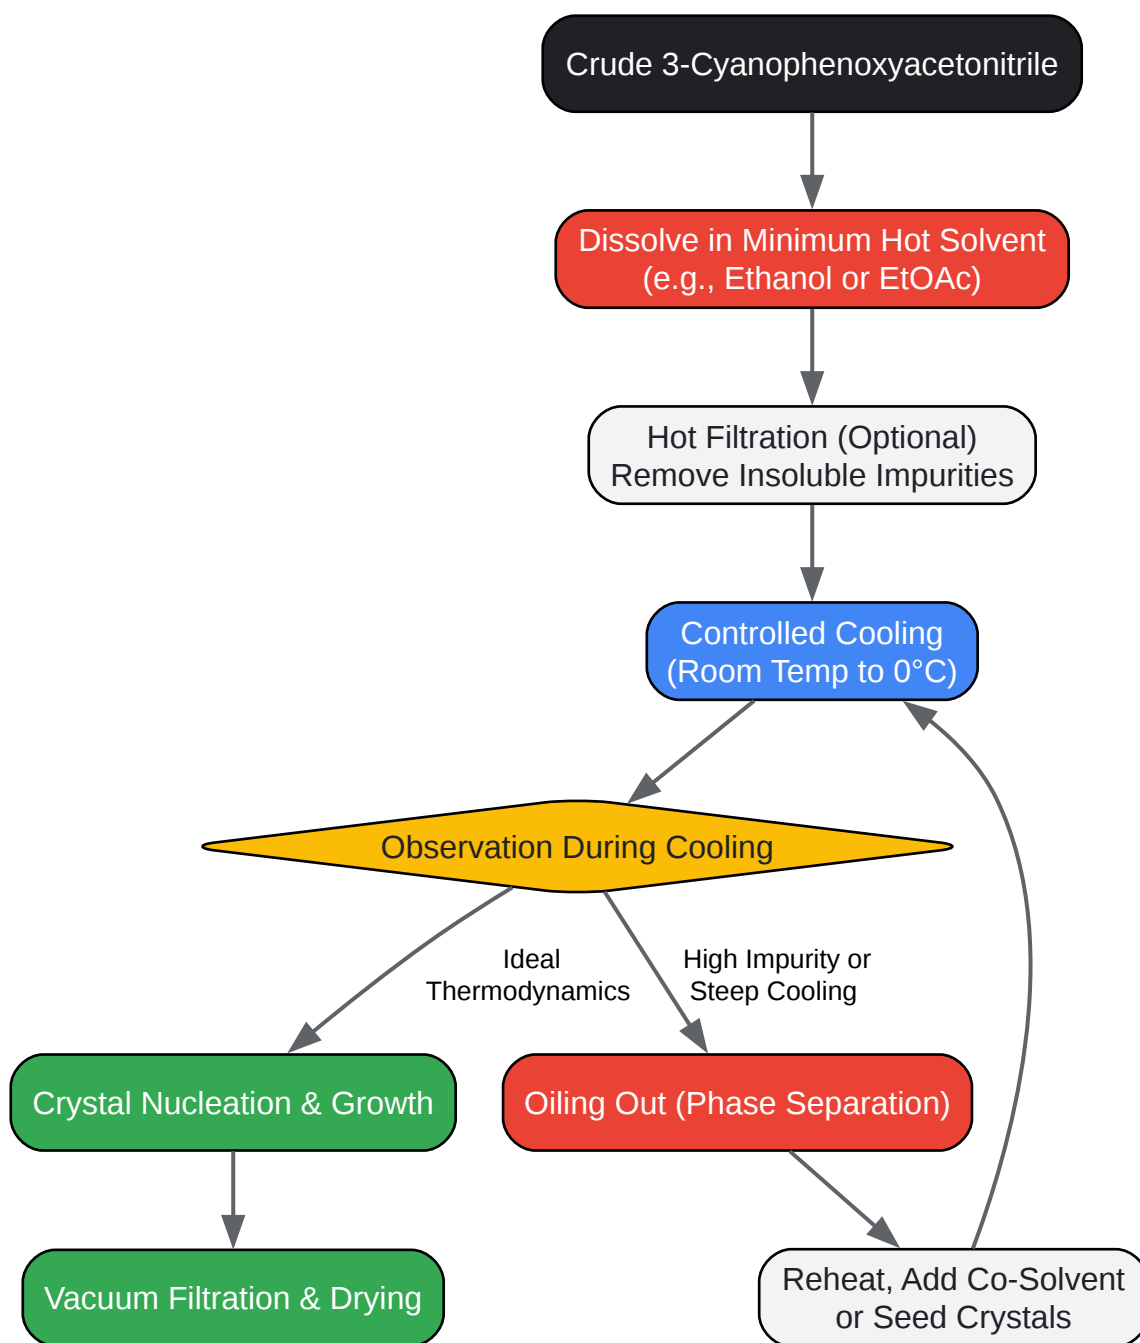 Crude 3-Cyanophenoxyacetonitrile
Dissolve in Minimum Hot Solvent
(e.g., Ethanol or EtOAc)
Hot Filtration (Optional)
Remove Insoluble Impurities
Controlled Cooling
(Room Temp to 0°C)
Observation During Cooling
Ideal
Thermodynamics
High Impurity or
Steep Cooling
Crystal Nucleation & Growth
Oiling Out (Phase Separation)
Vacuum Filtration & Drying
Reheat, Add Co-Solvent
or Seed Crystals